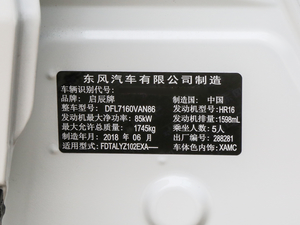 东风汽车有限公司制造
车辆识别代号:
品牌: 启辰牌 制造国: 中国
整车型号: DFL7160VAN86 发动机型号: HR16
发动机最大净功率: 85kW 发动机排量: 1598mL
最大允许总质量: 1745kg 乘坐人数: 5人
制造年月: 2018 年 06 月 出厂编号: 288281
适用型式: FDTALYZ102EXA-— 车体色内饰: XAMC